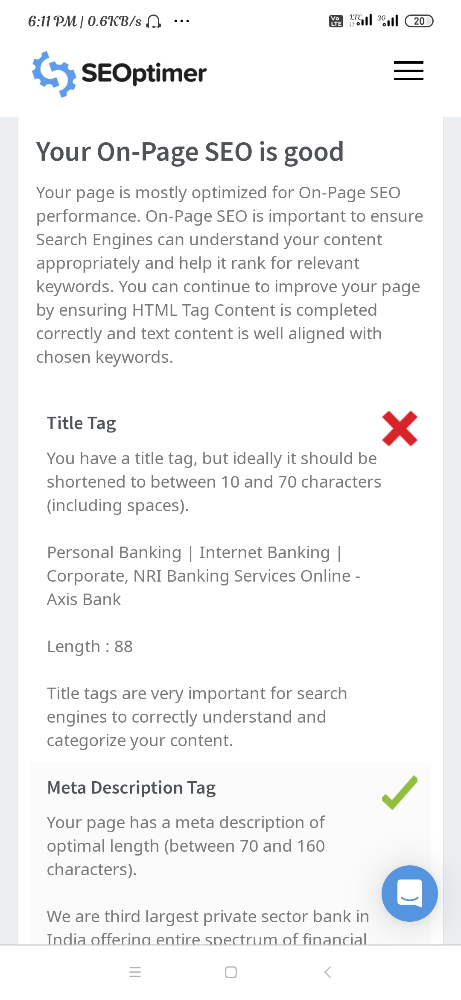 6:11 PM | 0.6KB/s ...
Vo LTE LTE 3G 20
SEOptimer
Your On-Page SEO is good
Your page is mostly optimized for On-Page SEO
performance. On-Page SEO is important to ensure
Search Engines can understand your content
appropriately and help it rank for relevant
keywords. You can continue to improve your page
by ensuring HTML Tag Content is completed
correctly and text content is well aligned with
chosen keywords.
Title Tag
You have a title tag, but ideally it should be
shortened to between 10 and 70 characters
(including spaces).
Personal Banking | Internet Banking |
Corporate, NRI Banking Services Online -
Axis Bank
Length : 88
Title tags are very important for search
engines to correctly understand and
categorize your content.
Meta Description Tag
Your page has a meta description of
optimal length (between 70 and 160
characters).
We are third largest private sector bank in
India offering entire spectrum of financial